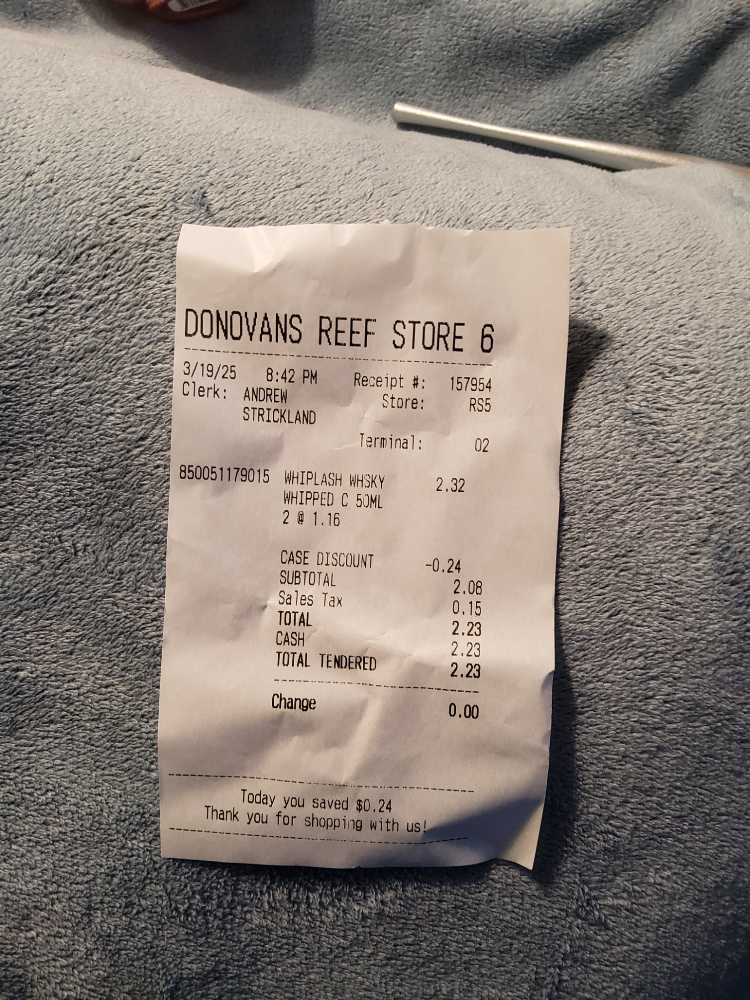 DONOVANS REEF STORE 6
3/19/25 8:42 PM Receipt #: 157954
Clerk: ANDREW Store: RS5
STRICKLAND
Terminal: 02
850051179015 WHIPLASH WHSKY 2.32
WHIPPED C 50ML
2 @ 1.16
CASE DISCOUNT -0.24
SUBTOTAL 2.08
Sales Tax 0.15
TOTAL 2.23
CASH 2.23
TOTAL TENDERED 2.23
Change 0.00
Today you saved $0.24
Thank you for shopping with us!